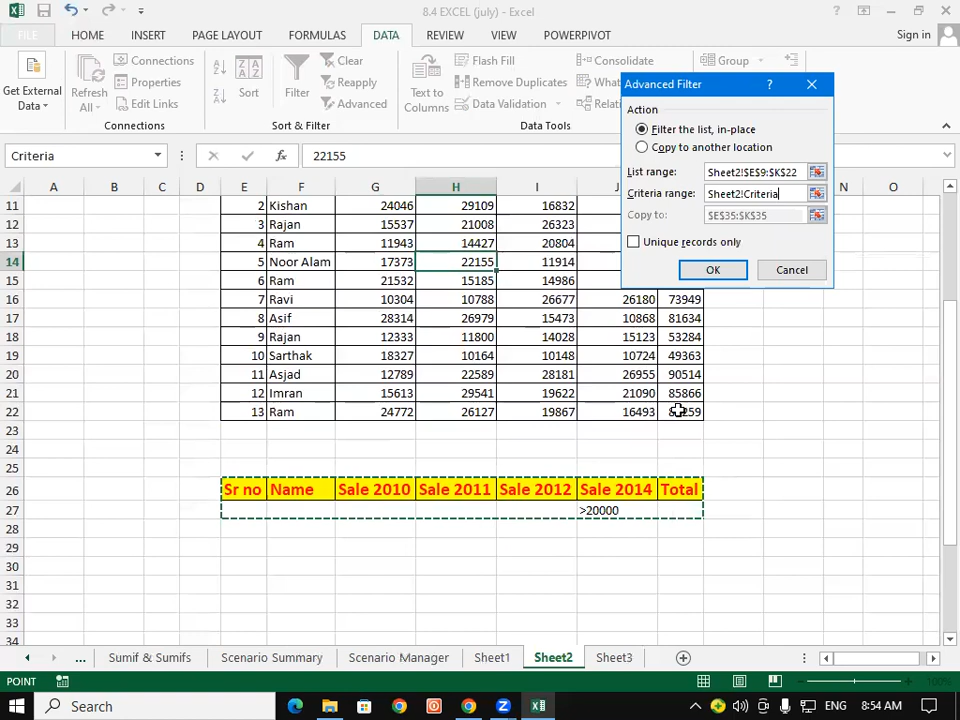 8.4 EXCEL (july) - Excel
Sign in
FILE HOME INSERT PAGE LAYOUT FORMULAS DATA REVIEW VIEW POWERPIVOT
Get External Data
Connections
Properties
Edit Links
Refresh All
Connections
Sort
Filter
Clear
Reapply
Advanced
Sort & Filter
Text to Columns
Flash Fill
Remove Duplicates
Data Validation
Consolidate
Data Tools
Group
Advanced Filter ?
Action
Filter the list, in-place
Copy to another location
List range: Sheet2!$E$9:$K$22
Criteria range: Sheet2!Criteria
Copy to: $E$35:$K$35
Unique records only
OK Cancel
Criteria fx 22155
A B C D E F G H I J N O
11 2 Kishan 24046 29109 16832
12 3 Rajan 15537 21008 26323
13 4 Ram 11943 14427 20804
14 5 Noor Alam 17373 22155 11914
15 6 Ram 21532 15185 14986
16 7 Ravi 10304 10788 26677 26180 73949
17 8 Asif 28314 26979 15473 10868 81634
18 9 Rajan 12333 11800 14028 15123 53284
19 10 Sarthak 18327 10164 10148 10724 49363
20 11 Asjad 12789 22589 28181 26955 90514
21 12 Imran 15613 29541 19622 21090 85866
22 13 Ram 24772 26127 19867 16493
23
24
25
26 Sr no Name Sale 2010 Sale 2011 Sale 2012 Sale 2014 Total
27 >20000
28
29
30
31
32
33
34
... Sumif & Sumifs Scenario Summary Scenario Manager Sheet1 Sheet2 Sheet3
POINT 100%
Search ENG 8:54 AM